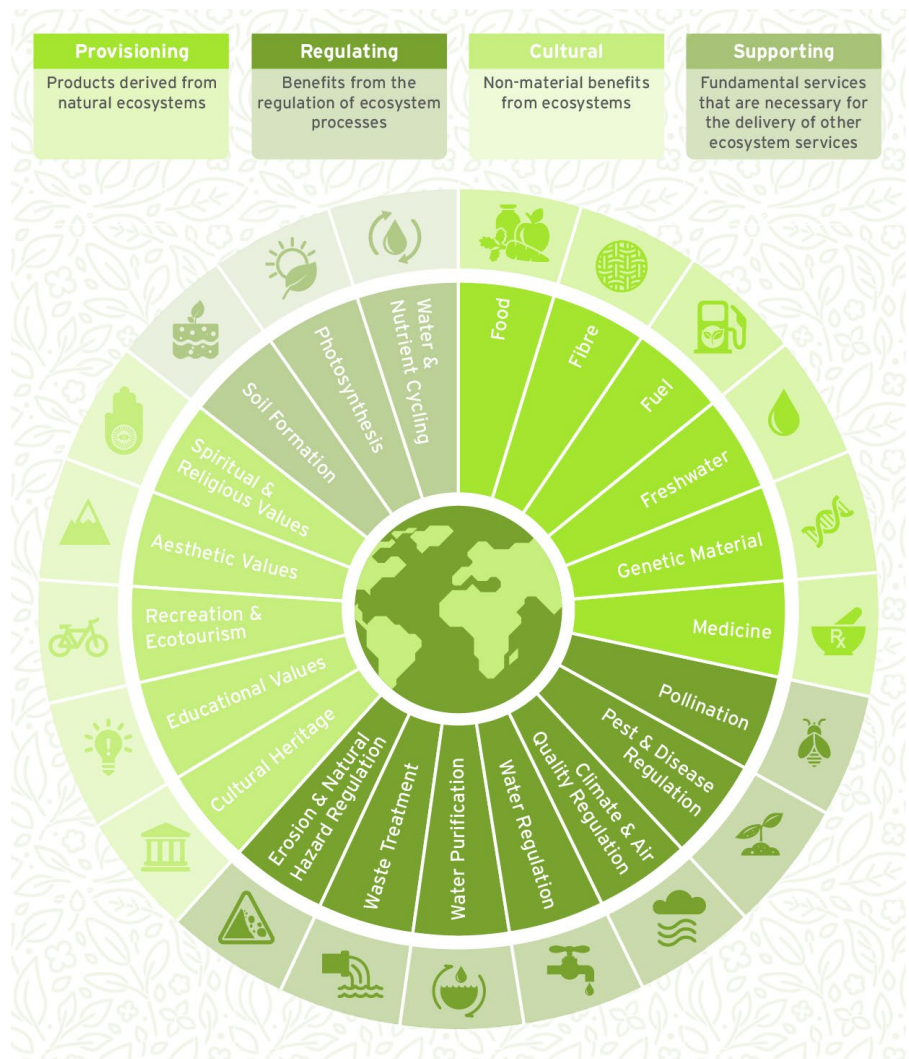 Provisioning
Products derived from
natural ecosystems
Regulating
Benefits from the
regulation of ecosystem
processes
Cultural
Non-material benefits
from ecosystems
Supporting
Fundamental services
that are necessary for
the delivery of other
ecosystem services
Food
Fibre
Fuel
Freshwater
Genetic Material
Medicine
Rx
Pollination
Pest & Disease
Regulation
Climate & Air
Quality Regulation
Water Regulation
Water Purification
Waste Treatment
Erosion & Natural
Hazard Regulation
Cultural Heritage
Educational Values
Recreation &
Ecotourism
Aesthetic Values
Spiritual &
Religious Values
Soil Formation
Photosynthesis
Water &
Nutrient Cycling